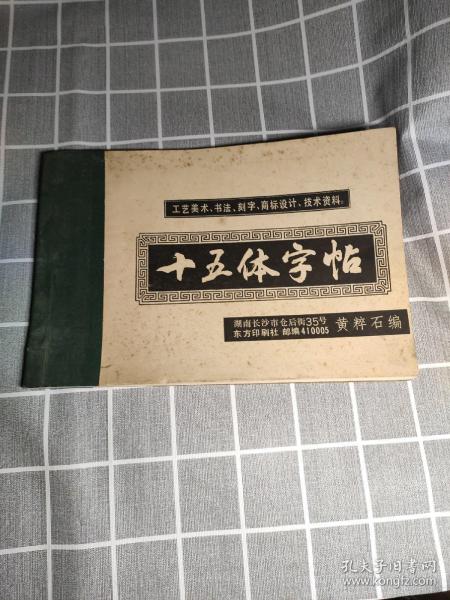 工艺美术、书法、刻字、商标设计、技术资料。
十五体字帖
湖南长沙市仓后街35号
东方印刷社 邮编410005
黄粹石编
孔夫子旧书网
www.kongfz.com